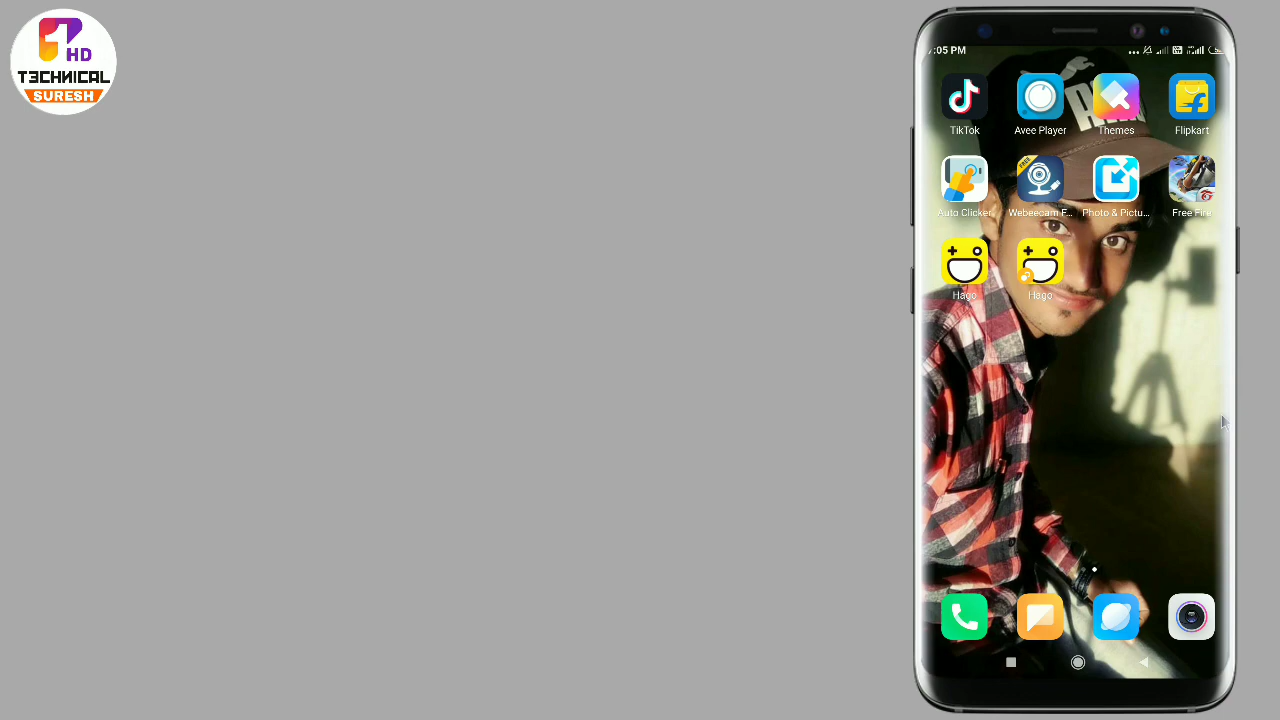 HD
T3CHNICAL
SURESH
:05 PM
TikTok
Avee Player
Themes
Flipkart
FREE
Auto Clicker
Webeecam F...
Photo & Pictu...
Free Fire
Hago
Hago